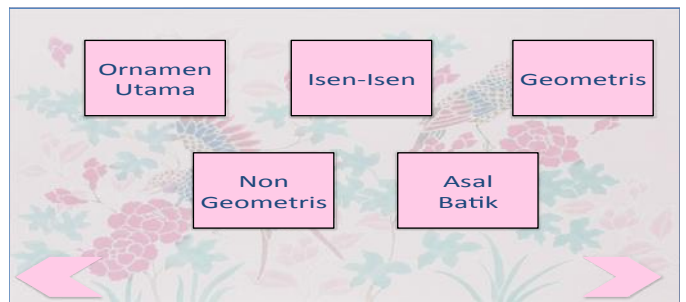 Ornamen
Utama
Isen-Isen
Geometris
Non
Geometris
Asal
Batik